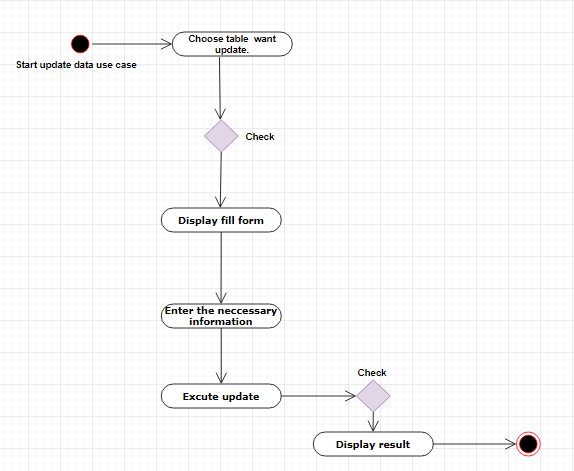 Choose table want
update.
Start update data use case
Check
Display fill form
Enter the neccessary
information
Check
Excute update
Display result